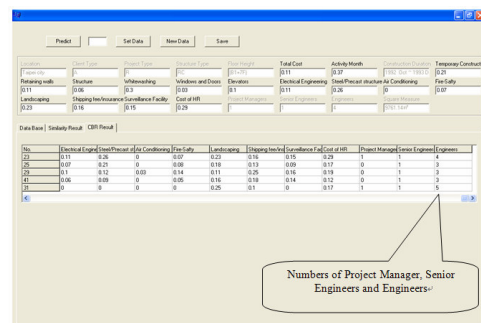 Predict Set Data New Data Save
Location Client Type Project Type Structure Type Floor Height Total Cost Activity Month Construction Duration Temporary Construct
Taipei city A R RC 0.11 0.37 0.21
Retaining walls Structure Whitewashing Windows and Doors Elevators Electrical Engineering Steel/Precast structure Air Conditioning Fire Safty
0.11 0.06 0.3 0.03 0.1 0.11 0.26 0 0.07
Landscaping Shipping fee/insurance Surveillance Facility Cost of HR Project Managers Senior Engineers Engineers Square Measure
0.23 0.16 0.15 0.29
Data Base Similarity Result CBR Result
No. Electrical Engine Steel/Precast st Air Conditioning Fire Safty Landscaping Shipping fee/ins Surveillance Fac Cost of HR Project Manager Senior Engineer Engineers
23 0.11 0.26 0 0.07 0.23 0.16 0.15 0.29 1 1 4
25 0.07 0.21 0 0.08 0.18 0.13 0.09 0.17 0 1 3
29 0.1 0.12 0.03 0.14 0.11 0.25 0.16 0.19 0 1 3
41 0.06 0.09 0 0.05 0.16 0.18 0.14 0.12 0 1 3
31 0 0 0 0 0.25 0.1 0 0.17 1 1 5
Numbers of Project Manager, Senior
Engineers and Engineers↵